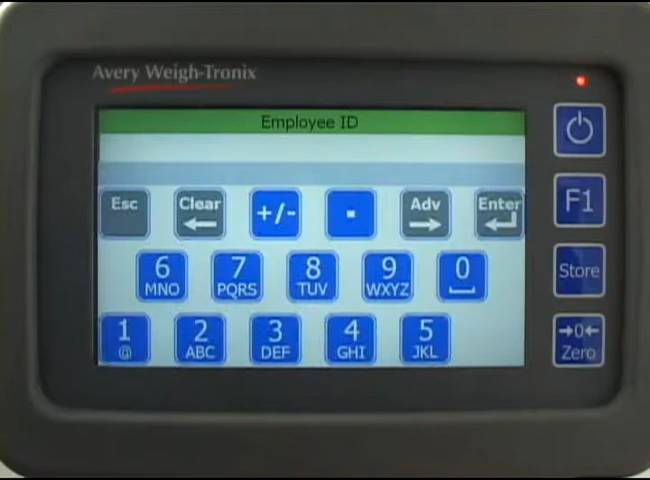 Avery Weigh-Tronix
Employee ID
Esc Clear +/- . Adv Enter F1
6 7 8 9 0
MNO PQRS TUV WXYZ
Store
1 2 3 4 5
@ ABC DEF GHI JKL
→0←
Zero